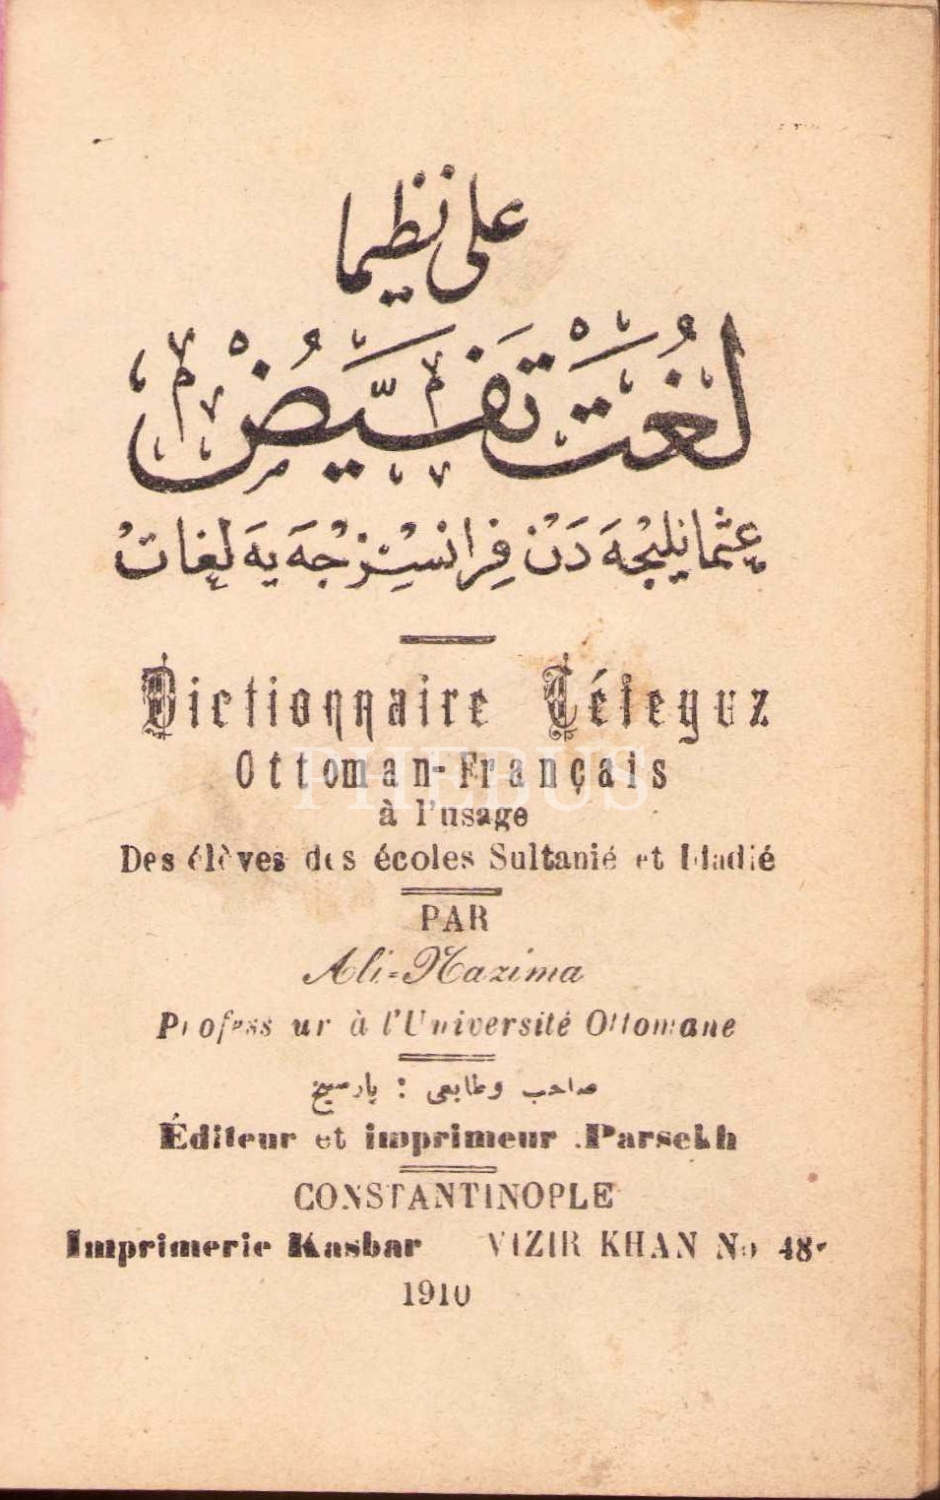 علی نظیما
لُغَتْ تَفَیُّضْ
عثمانلیجه دن فرانسزجه یه لغات
Dictionnaire Téfeyuz
Ottoman-Français
à l'usage
Des élèves des écoles Sultanié et Idadié
PAR
Ali-Nazima
Professeur à l'Université Ottomane
صاحب وطابعی : پارسیخ
Éditeur et imprimeur .Parsekh
CONSTANTINOPLE
Imprimerie Kasbar VIZIR KHAN No 48
1910
PHEBUS